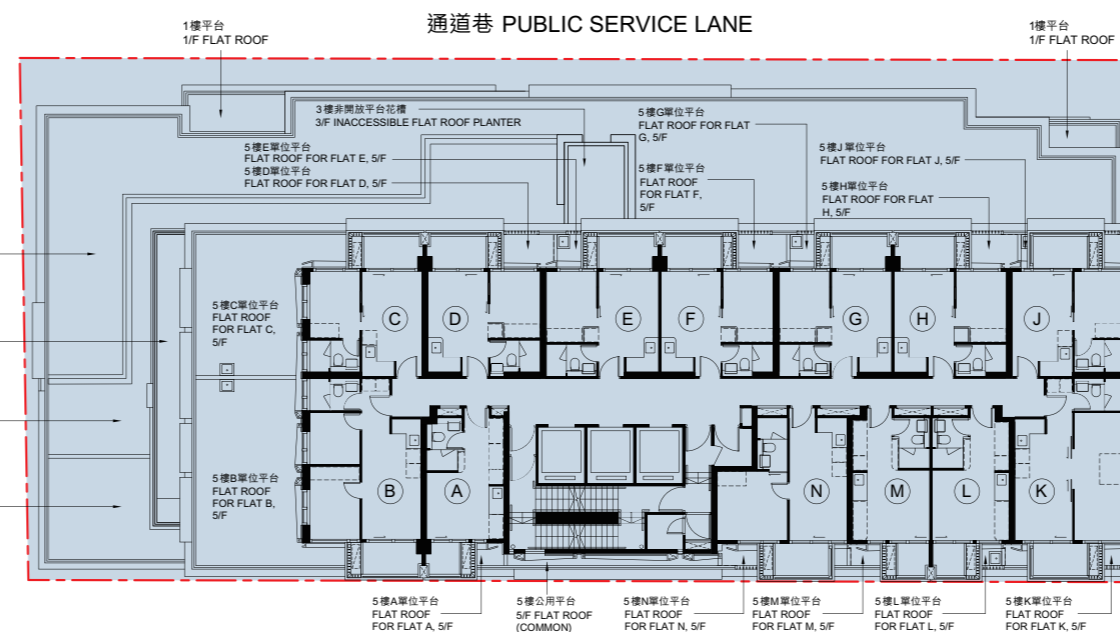 通道巷 PUBLIC SERVICE LANE
1樓平台
1/F FLAT ROOF
1樓平台
1/F FLAT ROOF
3樓非開放平台花槽
3/F INACCESSIBLE FLAT ROOF PLANTER
5樓G單位平台
FLAT ROOF FOR FLAT
G, 5/F
5樓E單位平台
FLAT ROOF FOR FLAT E, 5/F
5樓D單位平台
FLAT ROOF FOR FLAT D, 5/F
5樓F單位平台
FLAT ROOF
FOR FLAT F,
5/F
5樓J單位平台
FLAT ROOF FOR FLAT J, 5/F
5樓H單位平台
FLAT ROOF FOR FLAT
H, 5/F
5樓C單位平台
FLAT ROOF
FOR FLAT C,
5/F
C
D
E
F
G
H
J
5樓B單位平台
FLAT ROOF
FOR FLAT B,
5/F
B
A
N
M
L
K
5樓A單位平台
FLAT ROOF
FOR FLAT A, 5/F
5樓公用平台
5/F FLAT ROOF
(COMMON)
5樓N單位平台
FLAT ROOF
FOR FLAT N, 5/F
5樓M單位平台
FLAT ROOF
FOR FLAT M, 5/F
5樓L單位平台
FLAT ROOF
FOR FLAT L, 5/F
5樓K單位平台
FLAT ROOF
FOR FLAT K, 5/F